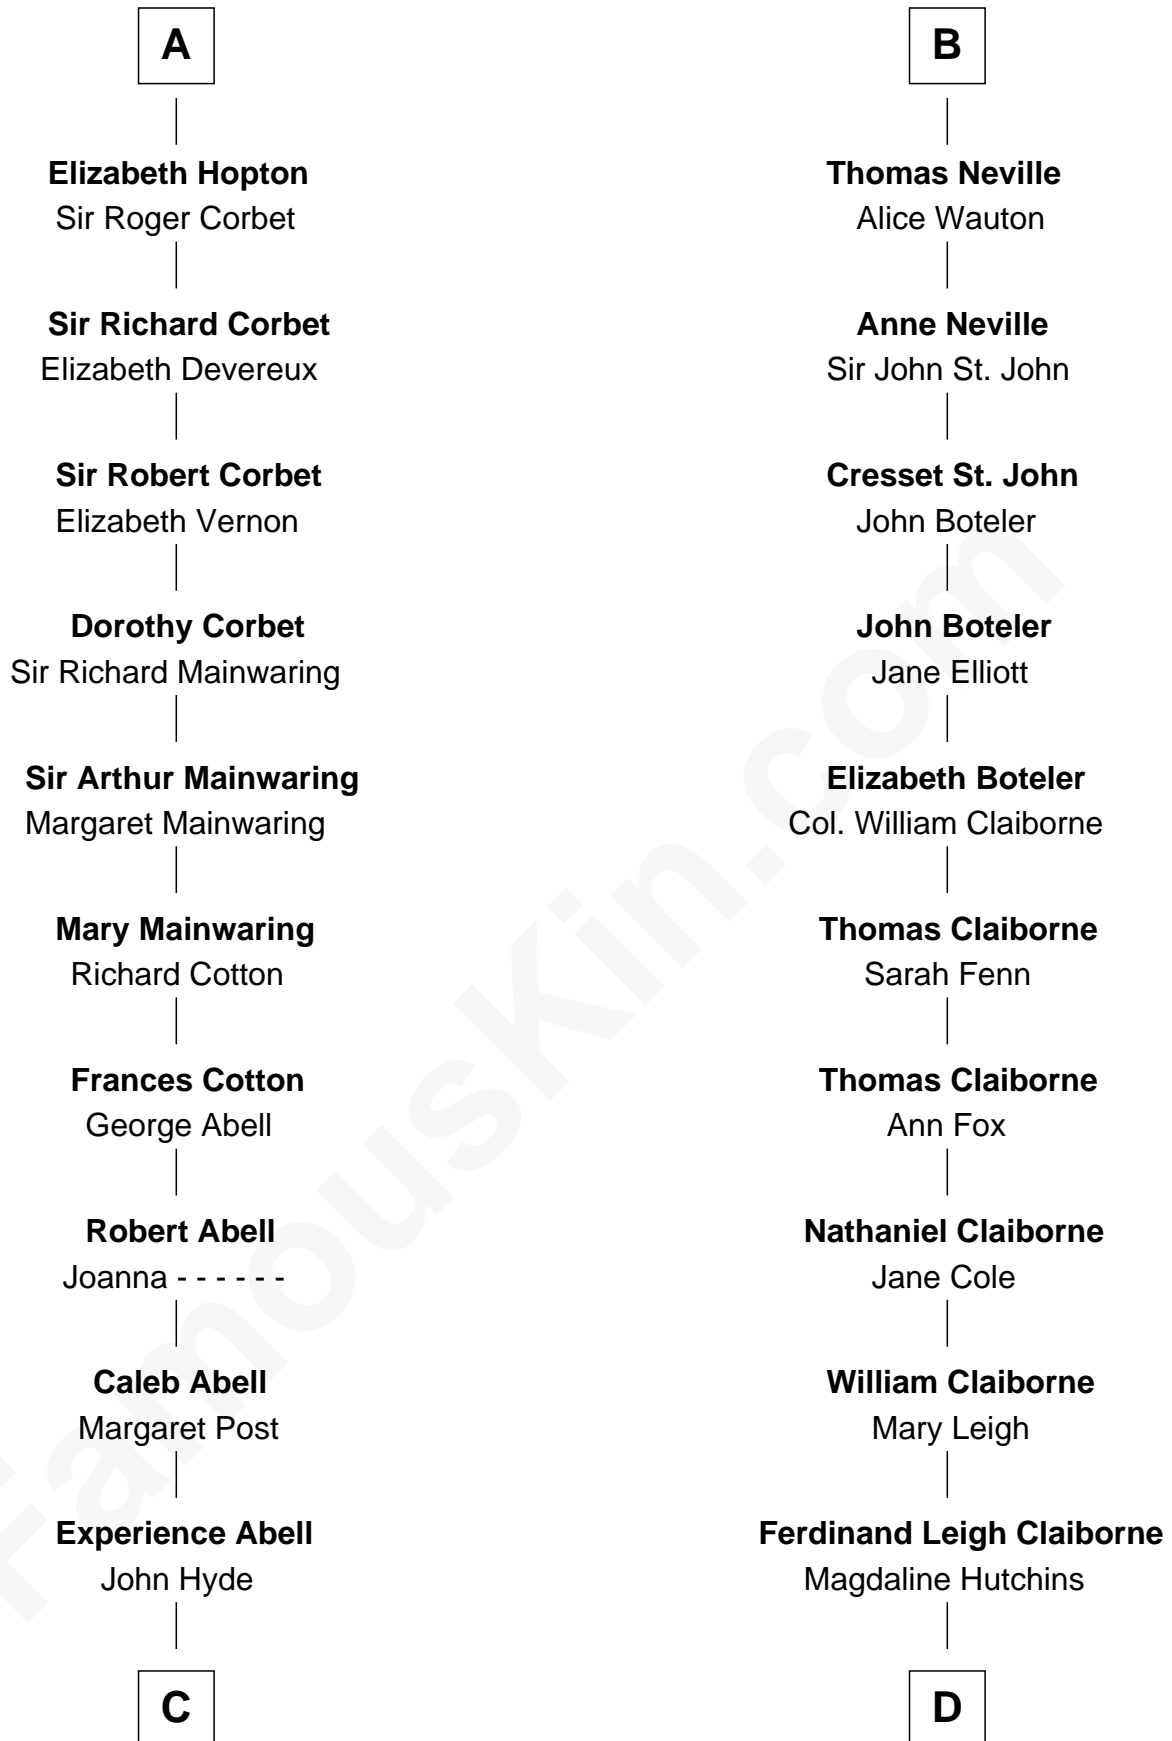 A
Elizabeth Hopton
Sir Roger Corbet
Sir Richard Corbet
Elizabeth Devereux
Sir Robert Corbet
Elizabeth Vernon
Dorothy Corbet
Sir Richard Mainwaring
Sir Arthur Mainwaring
Margaret Mainwaring
Mary Mainwaring
Richard Cotton
Frances Cotton
George Abell
Robert Abell
Joanna - - - - - -
Caleb Abell
Margaret Post
Experience Abell
John Hyde
C
B
Thomas Neville
Alice Wauton
Anne Neville
Sir John St. John
Cresset St. John
John Boteler
John Boteler
Jane Elliott
Elizabeth Boteler
Col. William Claiborne
Thomas Claiborne
Sarah Fenn
Thomas Claiborne
Ann Fox
Nathaniel Claiborne
Jane Cole
William Claiborne
Mary Leigh
Ferdinand Leigh Claiborne
Magdaline Hutchins
D
FamousKin.com